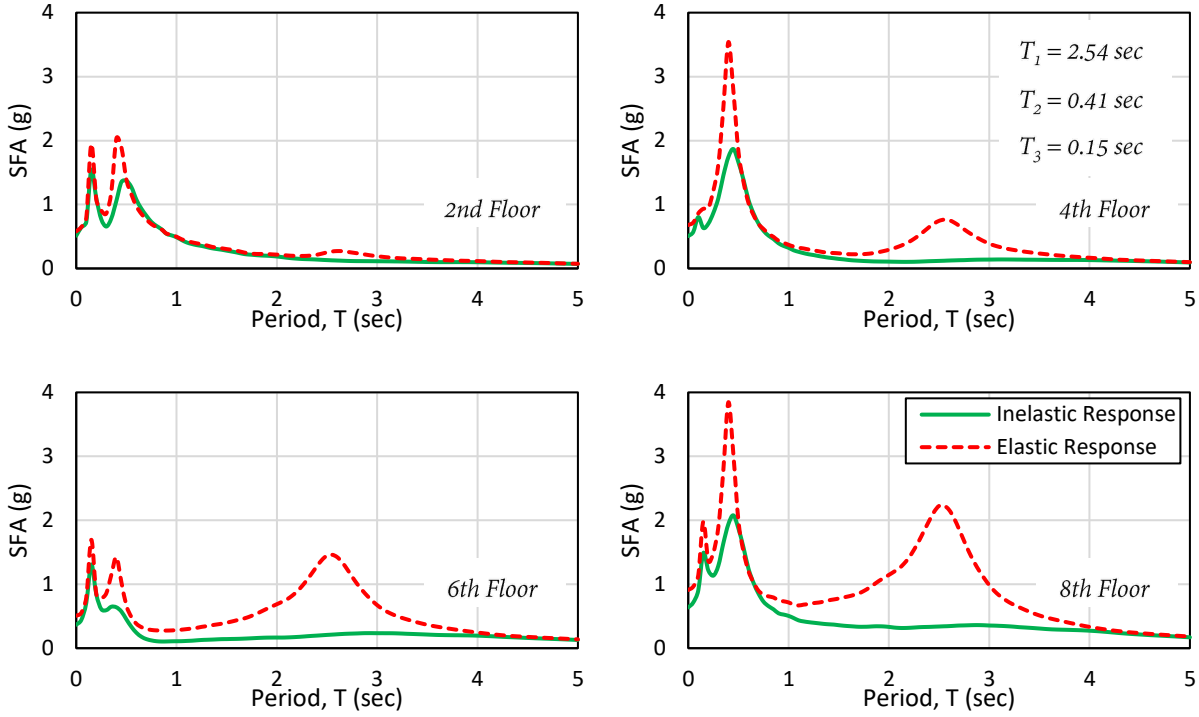 4
3
2
1
0
SFA (g)
2nd Floor
0 1 2 3 4 5
Period, T (sec)
4
3
2
1
0
SFA (g)
T1 = 2.54 sec
T2 = 0.41 sec
T3 = 0.15 sec
4th Floor
0 1 2 3 4 5
Period, T (sec)
4
3
2
1
0
SFA (g)
6th Floor
0 1 2 3 4 5
Period, T (sec)
4
3
2
1
0
SFA (g)
Inelastic Response
Elastic Response
8th Floor
0 1 2 3 4 5
Period, T (sec)